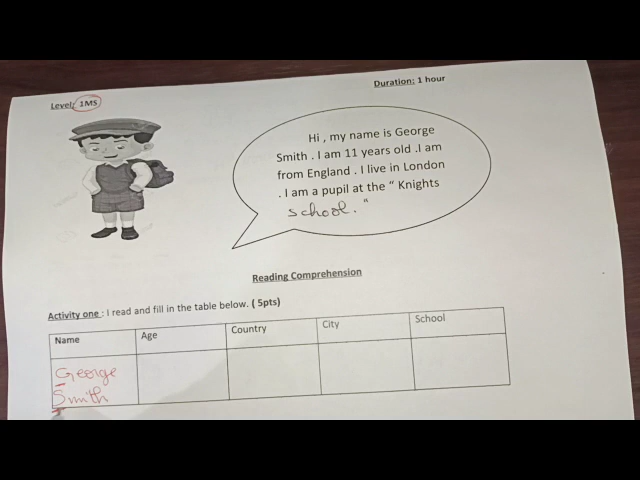 Level: 1MS
Duration: 1 hour
Hi , my name is George
Smith . I am 11 years old .I am
from England . I live in London
. I am a pupil at the “ Knights
school. "
Reading Comprehension
Activity one : I read and fill in the table below. ( 5pts)
Name Age Country City School
George
Smith